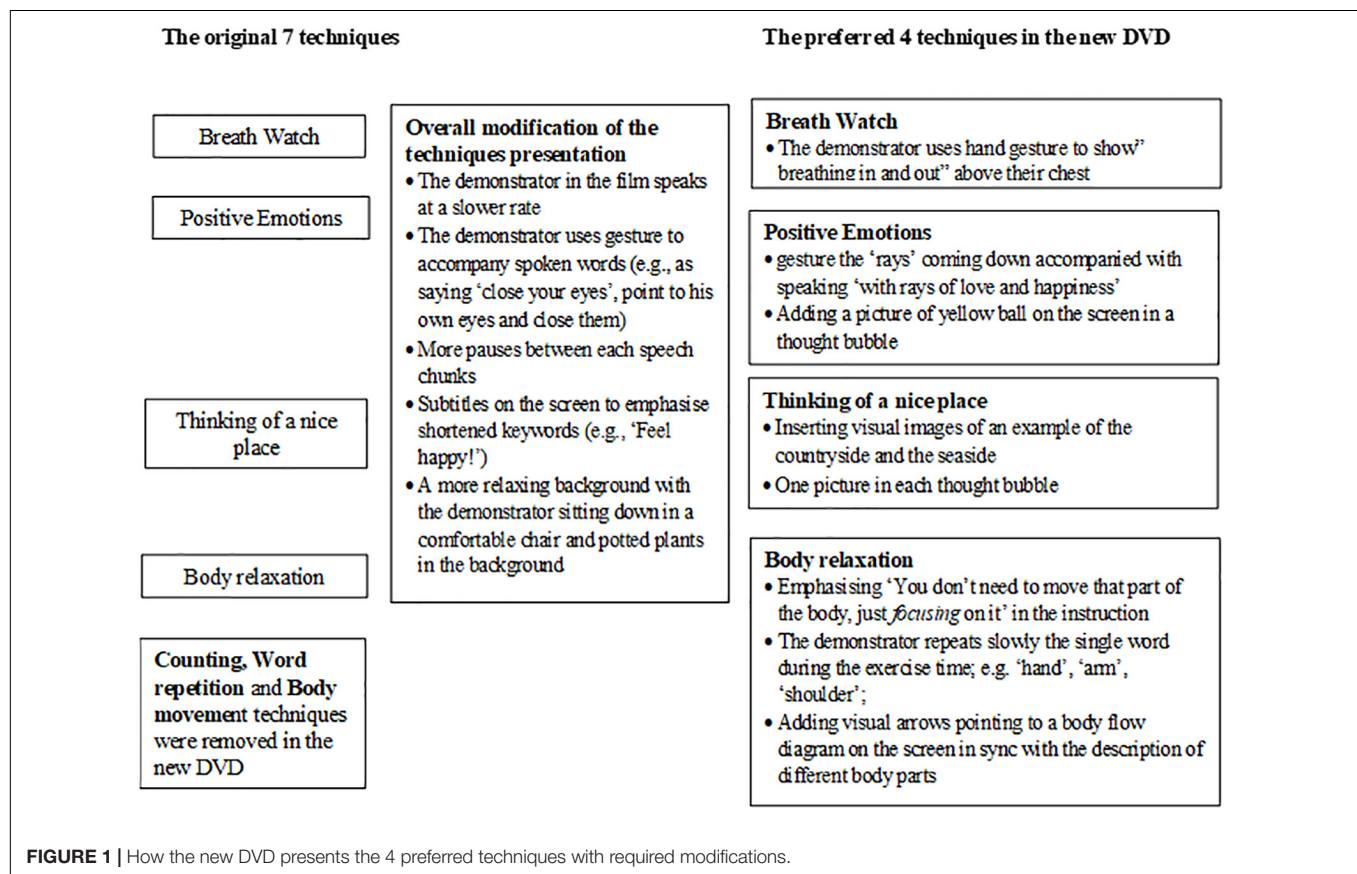 The original 7 techniques
Breath Watch
Positive Emotions
Thinking of a nice
place
Body relaxation
Counting, Word
repetition and Body
movement techniques
were removed in the
new DVD
Overall modification of the
techniques presentation
• The demonstrator in the film speaks
at a slower rate
• The demonstrator uses gesture to
accompany spoken words (e.g., as
saying ‘close your eyes’, point to his
own eyes and close them)
• More pauses between each speech
chunks
• Subtitles on the screen to emphasise
shortened keywords (e.g., ‘Feel
happy!’)
• A more relaxing background with
the demonstrator sitting down in a
comfortable chair and potted plants
in the background
The preferred 4 techniques in the new DVD
Breath Watch
• The demonstrator uses hand gesture to show”
breathing in and out” above their chest
Positive Emotions
• gesture the ‘rays’ coming down accompanied with
speaking ‘with rays of love and happiness’
• Adding a picture of yellow ball on the screen in a
thought bubble
Thinking of a nice place
• Inserting visual images of an example of the
countryside and the seaside
• One picture in each thought bubble
Body relaxation
• Emphasising ‘You don’t need to move that part of
the body, just focusing on it’ in the instruction
• The demonstrator repeats slowly the single word
during the exercise time; e.g. ‘hand’, ‘arm’,
‘shoulder’;
• Adding visual arrows pointing to a body flow
diagram on the screen in sync with the description of
different body parts
FIGURE 1 | How the new DVD presents the 4 preferred techniques with required modifications.